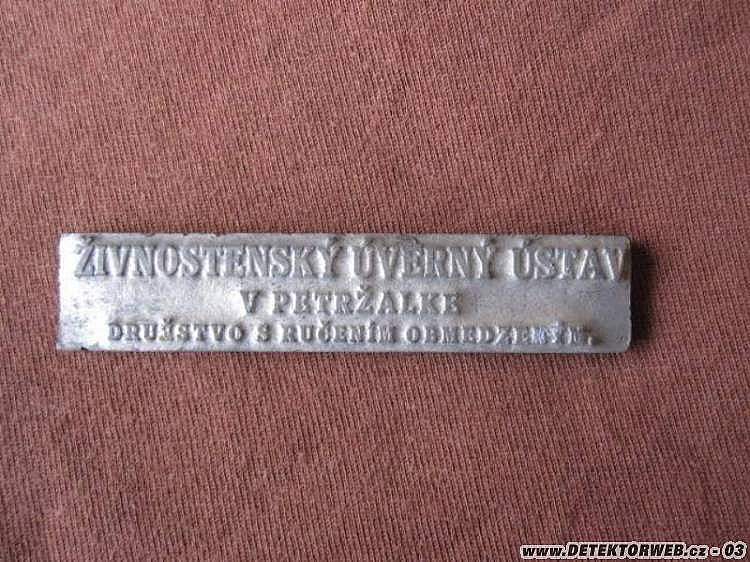 ŽIVNOSTENSKÝ ÚVERNÝ ÚSTAV
V PETRŽALKE
DRUŽSTVO S RUČENÍM OBMEDZENÝM.
www.DETEKTORWEB.cz - 03